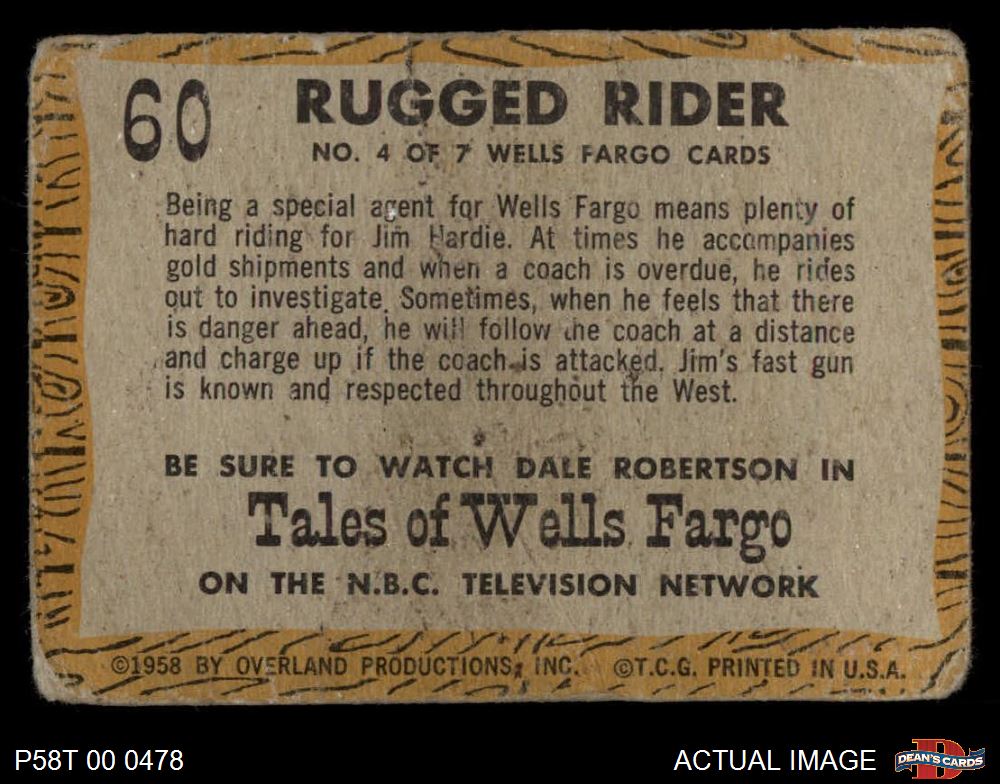 60
RUGGED RIDER
NO. 4 OF 7 WELLS FARGO CARDS
Being a special agent for Wells Fargo means plenty of
hard riding for Jim Hardie. At times he accompanies
gold shipments and when a coach is overdue, he rides
out to investigate. Sometimes, when he feels that there
is danger ahead, he will follow the coach at a distance
and charge up if the coach is attacked. Jim's fast gun
is known and respected throughout the West.
BE SURE TO WATCH DALE ROBERTSON IN
Tales of Wells Fargo
ON THE N.B.C. TELEVISION NETWORK
©1958 BY OVERLAND PRODUCTIONS, INC. ©T.C.G. PRINTED IN U.S.A.
P58T 00 0478
ACTUAL IMAGE
D
DEAN'S CARDS